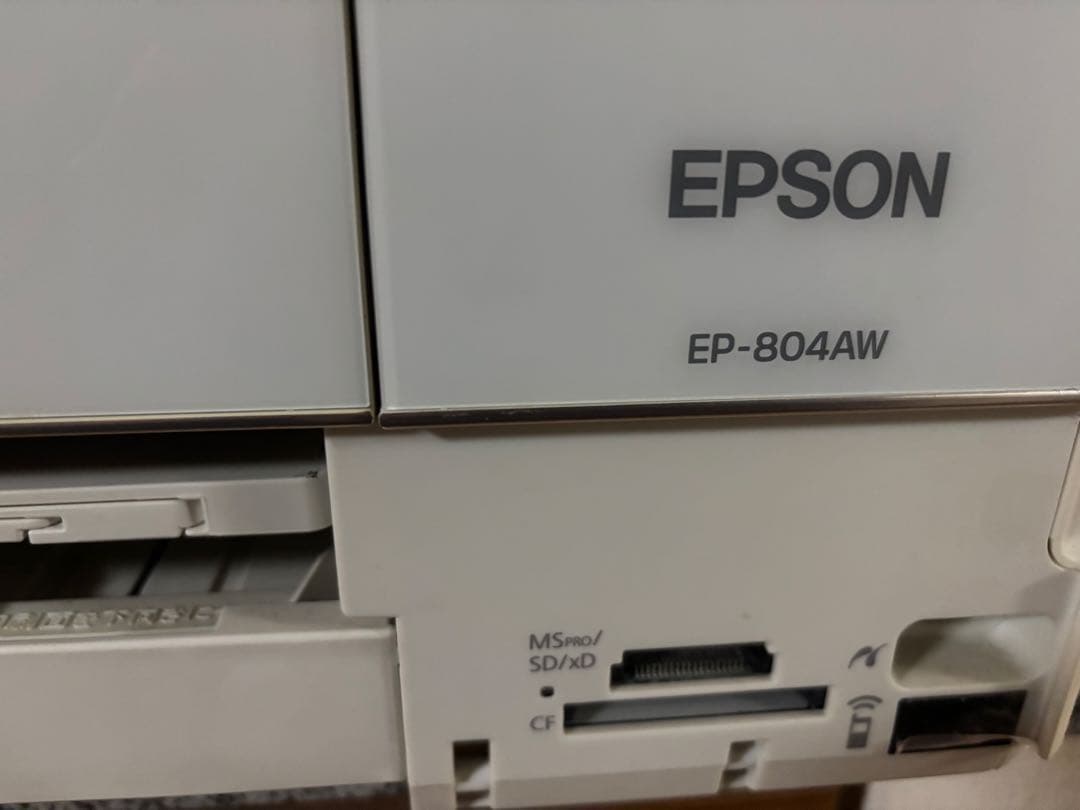 EPSON
EP-804AW
MSPRO/
SD/xD
CF